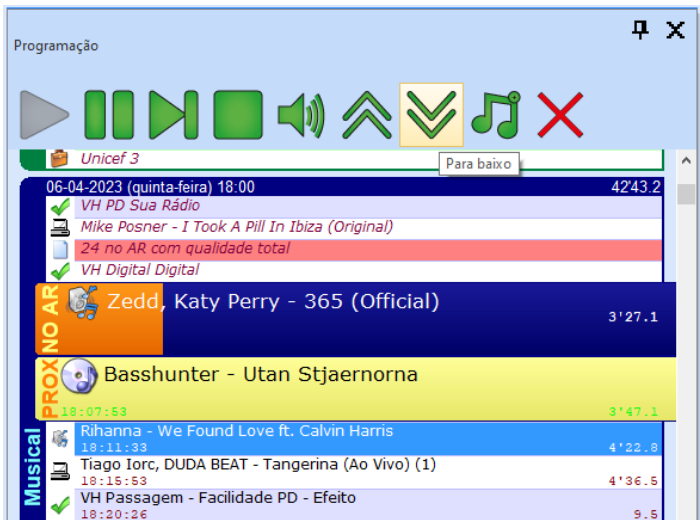 Programação
Unicef 3
Para baixo
06-04-2023 (quinta-feira) 18:00 42'43.2
VH PD Sua Rádio
Mike Posner - I Took A Pill In Ibiza (Original)
24 no AR com qualidade total
VH Digital Digital
NO AR
Zedd, Katy Perry - 365 (Official)
3'27.1
PROX
Basshunter - Utan Stjaernorna
18:07:53 3'47.1
Musical
Rihanna - We Found Love ft. Calvin Harris
18:11:33 4'22.8
Tiago Iorc, DUDA BEAT - Tangerina (Ao Vivo) (1)
18:15:53 4'36.5
VH Passagem - Facilidade PD - Efeito
18:20:26 9.5